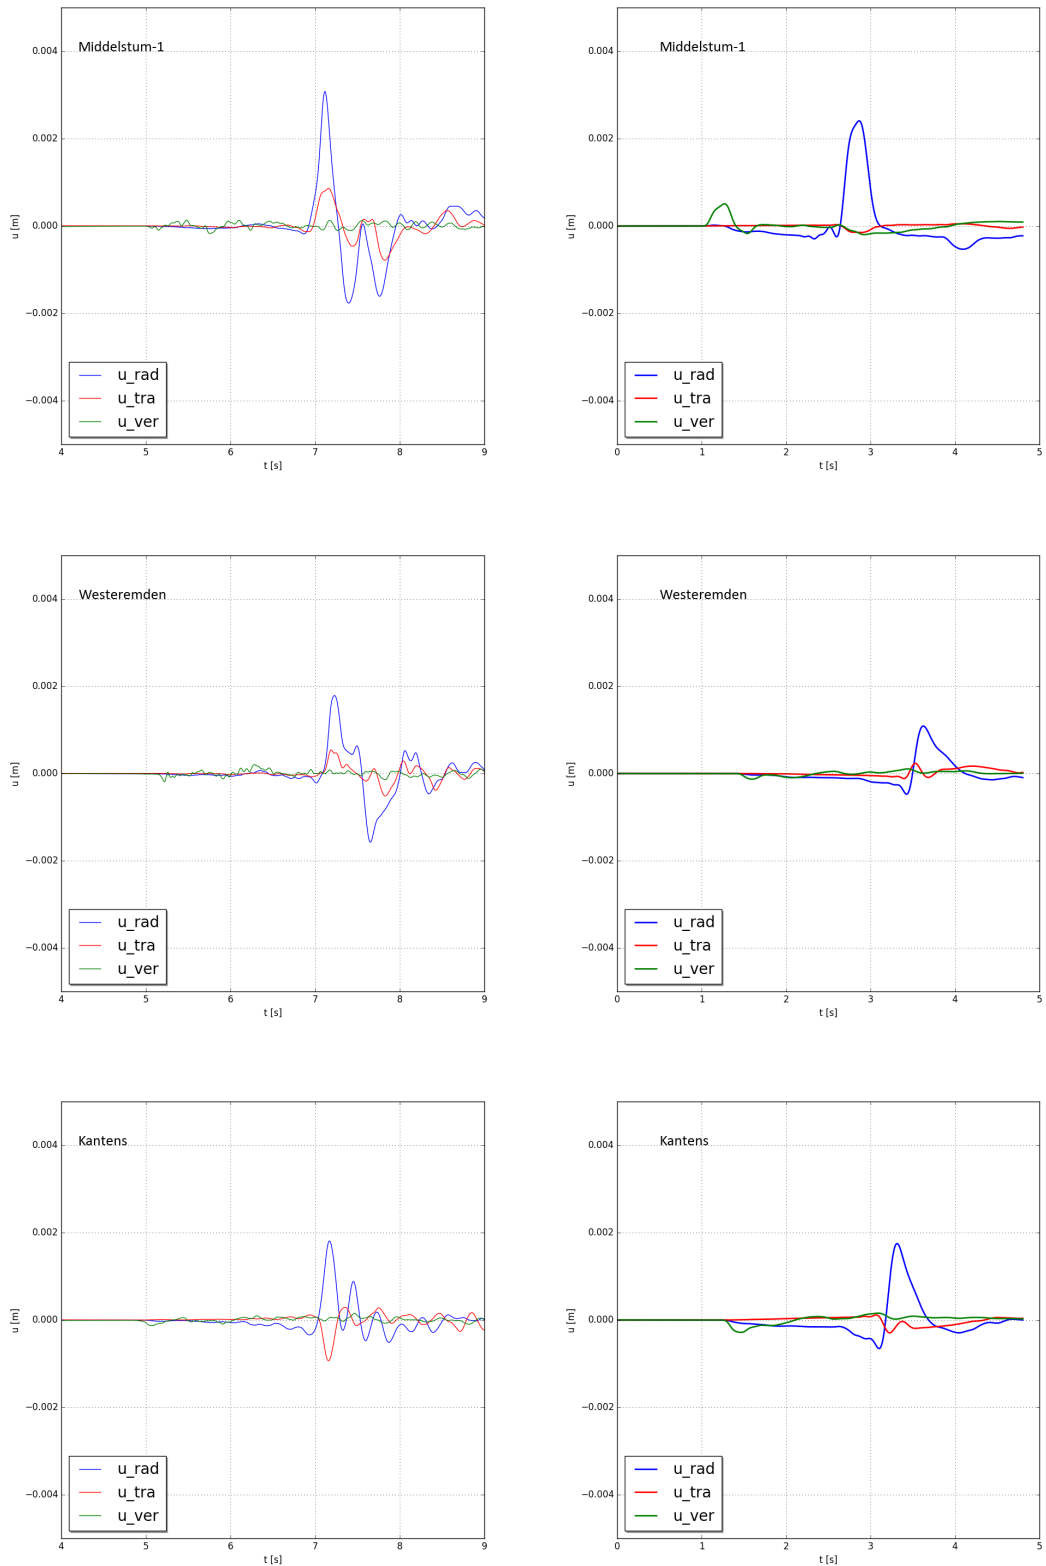 Middelstum-1
0.004
0.002
0.000
−0.002
−0.004
u [m]
u_rad
u_tra
u_ver
4 5 6 7 8 9
t [s]
Middelstum-1
0.004
0.002
0.000
−0.002
−0.004
u [m]
u_rad
u_tra
u_ver
0 1 2 3 4 5
t [s]
Westeremden
0.004
0.002
0.000
−0.002
−0.004
u [m]
u_rad
u_tra
u_ver
4 5 6 7 8 9
t [s]
Westeremden
0.004
0.002
0.000
−0.002
−0.004
u [m]
u_rad
u_tra
u_ver
0 1 2 3 4 5
t [s]
Kantens
0.004
0.002
0.000
−0.002
−0.004
u [m]
u_rad
u_tra
u_ver
4 5 6 7 8 9
t [s]
Kantens
0.004
0.002
0.000
−0.002
−0.004
u [m]
u_rad
u_tra
u_ver
0 1 2 3 4 5
t [s]